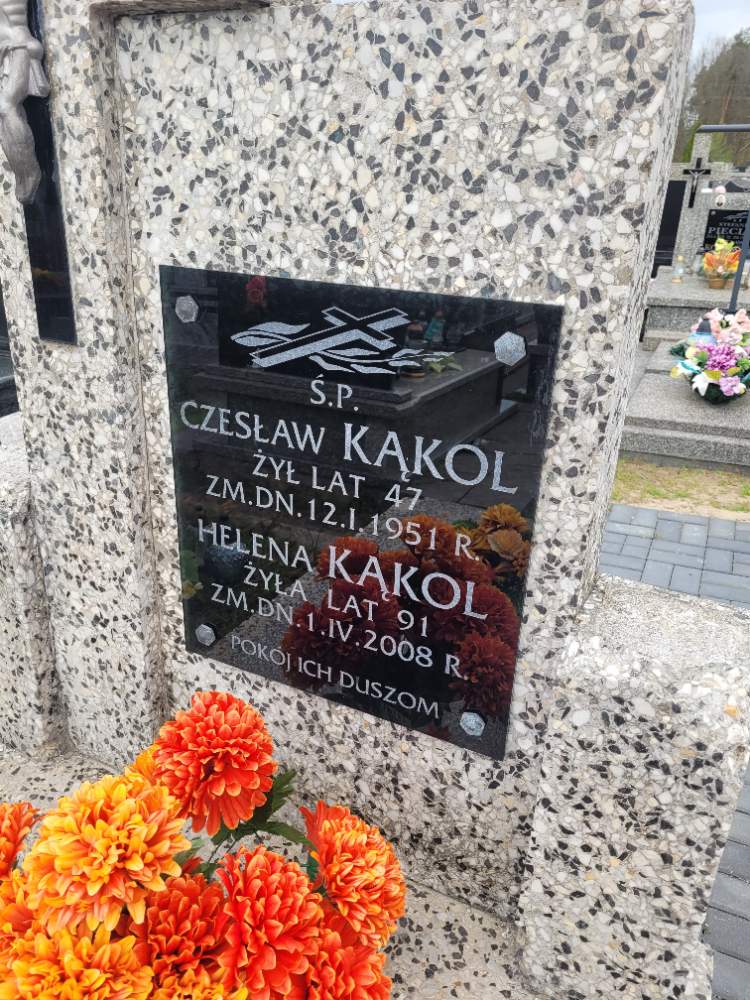 Ś.P.
CZESŁAW KĄKOL
ŻYŁ LAT 47
ZM.DN.12.I.1951 R.
HELENA KĄKOL
ŻYŁA LAT 91
ZM.DN.1.IV.2008 R.
POKÓJ ICH DUSZOM